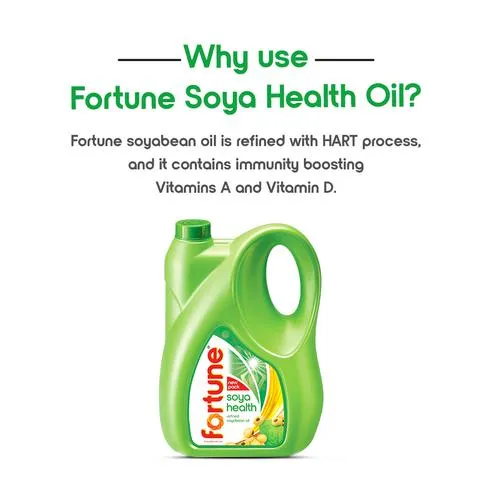 Why use
Fortune Soya Health Oil?
Fortune soyabean oil is refined with HART process,
and it contains immunity boosting
Vitamins A and Vitamin D.
fortune
new
pack
soya
health
refined
soyabean oil